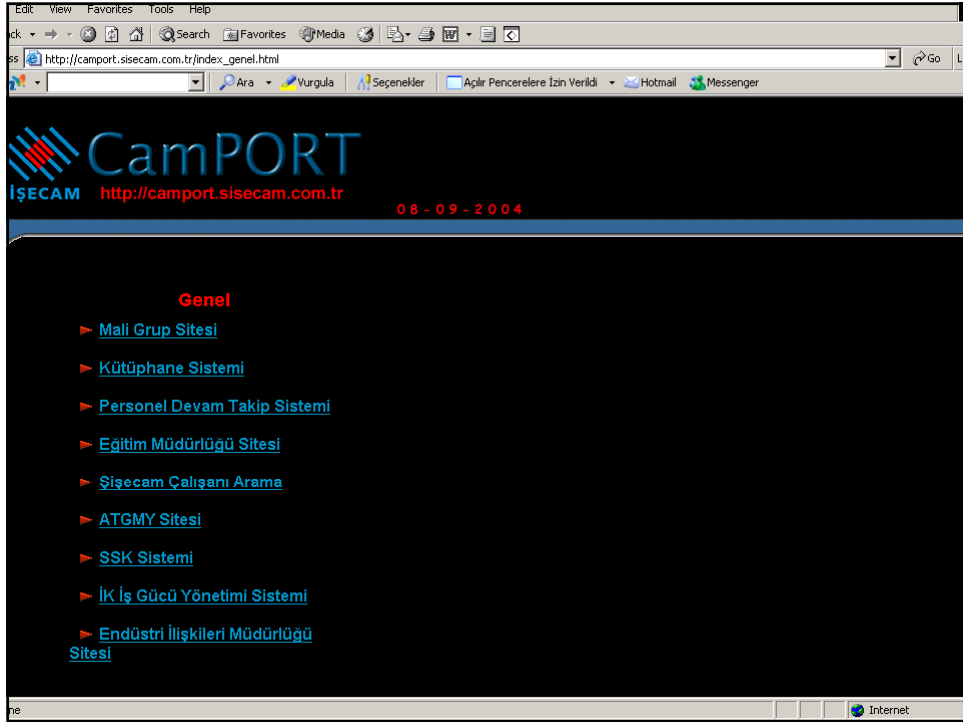 Edit View Favorites Tools Help
ck Search Favorites Media
ss http://camport.sisecam.com.tr/index_genel.html Go L
Ara Vurgula Seçenekler Açılır Pencerelere İzin Verildi Hotmail Messenger
CamPORT
İŞECAM http://camport.sisecam.com.tr
08-09-2004
Genel
Mali Grup Sitesi
Kütüphane Sistemi
Personel Devam Takip Sistemi
Eğitim Müdürlüğü Sitesi
Şişecam Çalışanı Arama
ATGMY Sitesi
SSK Sistemi
İK İş Gücü Yönetimi Sistemi
Endüstri İlişkileri Müdürlüğü
Sitesi
ne Internet